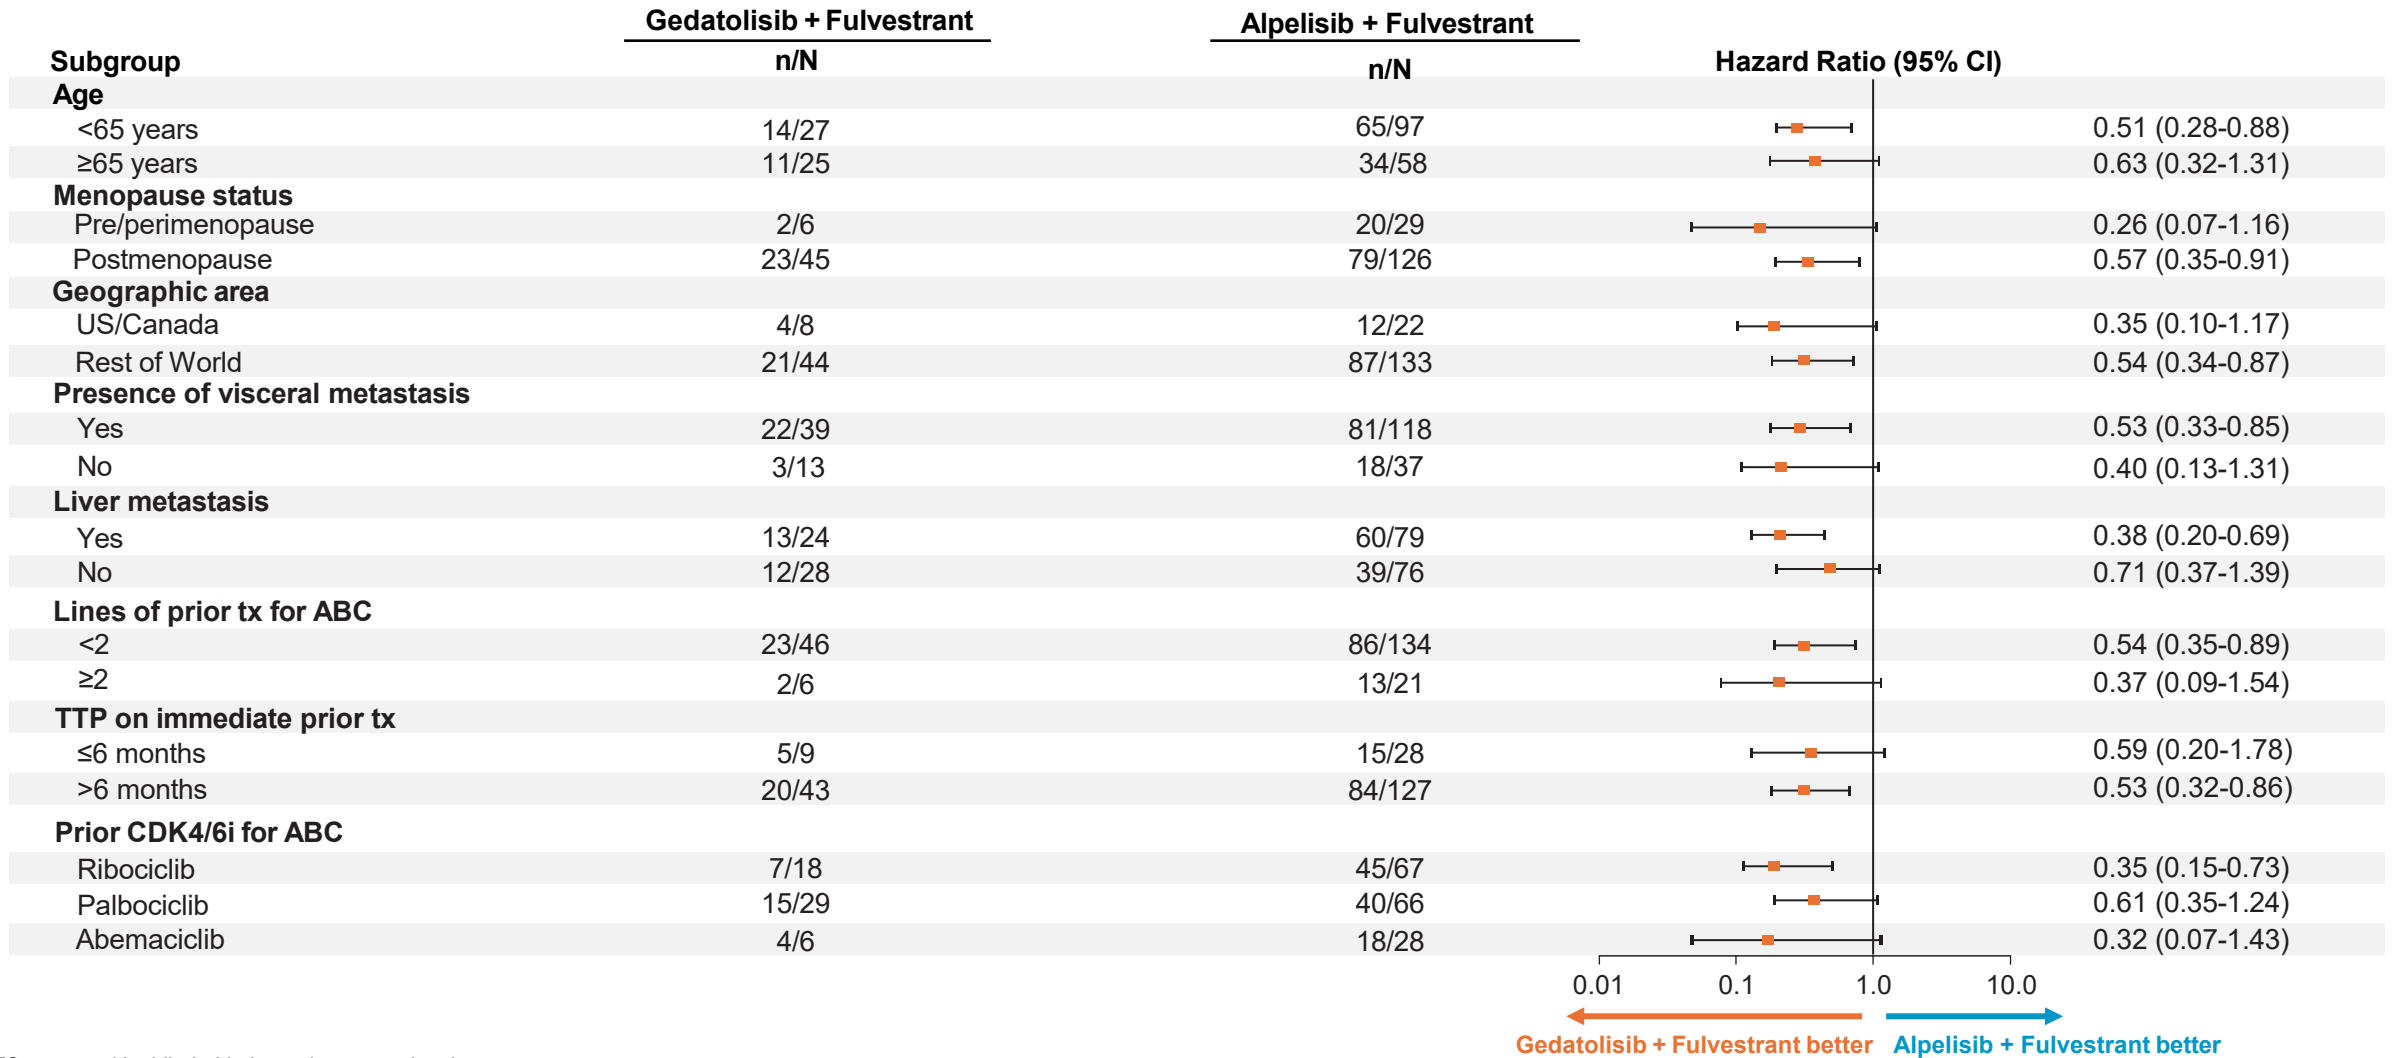 Gedatolisib + Fulvestrant Alpelisib + Fulvestrant
Subgroup n/N n/N Hazard Ratio (95% CI)
Age
<65 years 14/27 65/97 0.51 (0.28-0.88)
≥65 years 11/25 34/58 0.63 (0.32-1.31)
Menopause status
Pre/perimenopause 2/6 20/29 0.26 (0.07-1.16)
Postmenopause 23/45 79/126 0.57 (0.35-0.91)
Geographic area
US/Canada 4/8 12/22 0.35 (0.10-1.17)
Rest of World 21/44 87/133 0.54 (0.34-0.87)
Presence of visceral metastasis
Yes 22/39 81/118 0.53 (0.33-0.85)
No 3/13 18/37 0.40 (0.13-1.31)
Liver metastasis
Yes 13/24 60/79 0.38 (0.20-0.69)
No 12/28 39/76 0.71 (0.37-1.39)
Lines of prior tx for ABC
<2 23/46 86/134 0.54 (0.35-0.89)
≥2 2/6 13/21 0.37 (0.09-1.54)
TTP on immediate prior tx
≤6 months 5/9 15/28 0.59 (0.20-1.78)
>6 months 20/43 84/127 0.53 (0.32-0.86)
Prior CDK4/6i for ABC
Ribociclib 7/18 45/67 0.35 (0.15-0.73)
Palbociclib 15/29 40/66 0.61 (0.35-1.24)
Abemaciclib 4/6 18/28 0.32 (0.07-1.43)
0.01 0.1 1.0 10.0
Gedatolisib + Fulvestrant better Alpelisib + Fulvestrant better